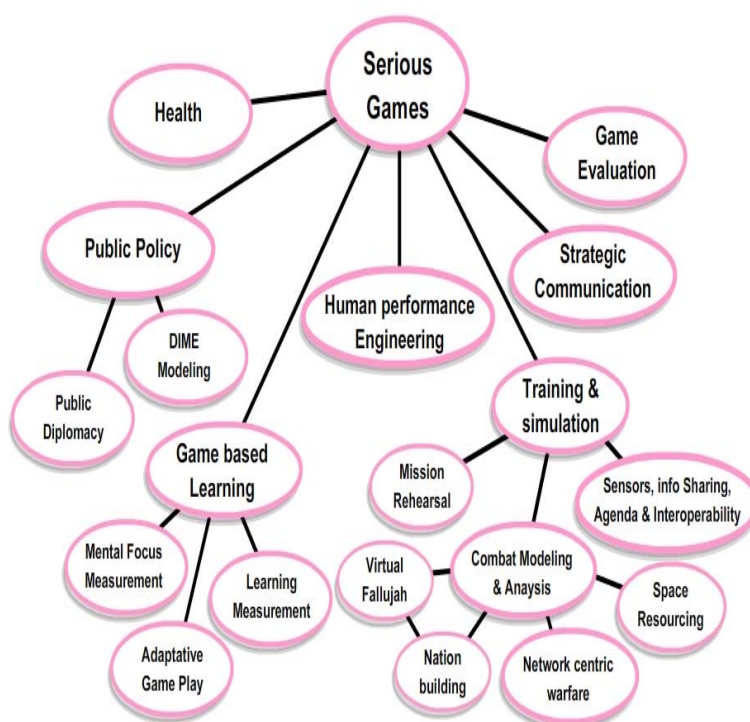 Serious
Games
Health
Game
Evaluation
Public Policy
Strategic
Communication
Human performance
Engineering
DIME
Modeling
Public
Diplomacy
Training &
simulation
Game based
Learning
Mission
Rehearsal
Sensors, info Sharing,
Agenda & Interoperability
Mental Focus
Measurement
Learning
Measurement
Adaptative
Game Play
Virtual
Fallujah
Combat Modeling
& Anaysis
Space
Resourcing
Nation
building
Network centric
warfare